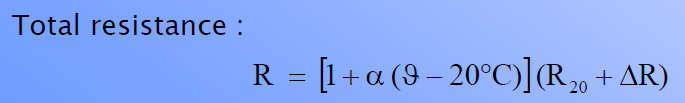 Total resistance :
R = [1 + α (ϑ − 20°C)](R₂₀ + ΔR)